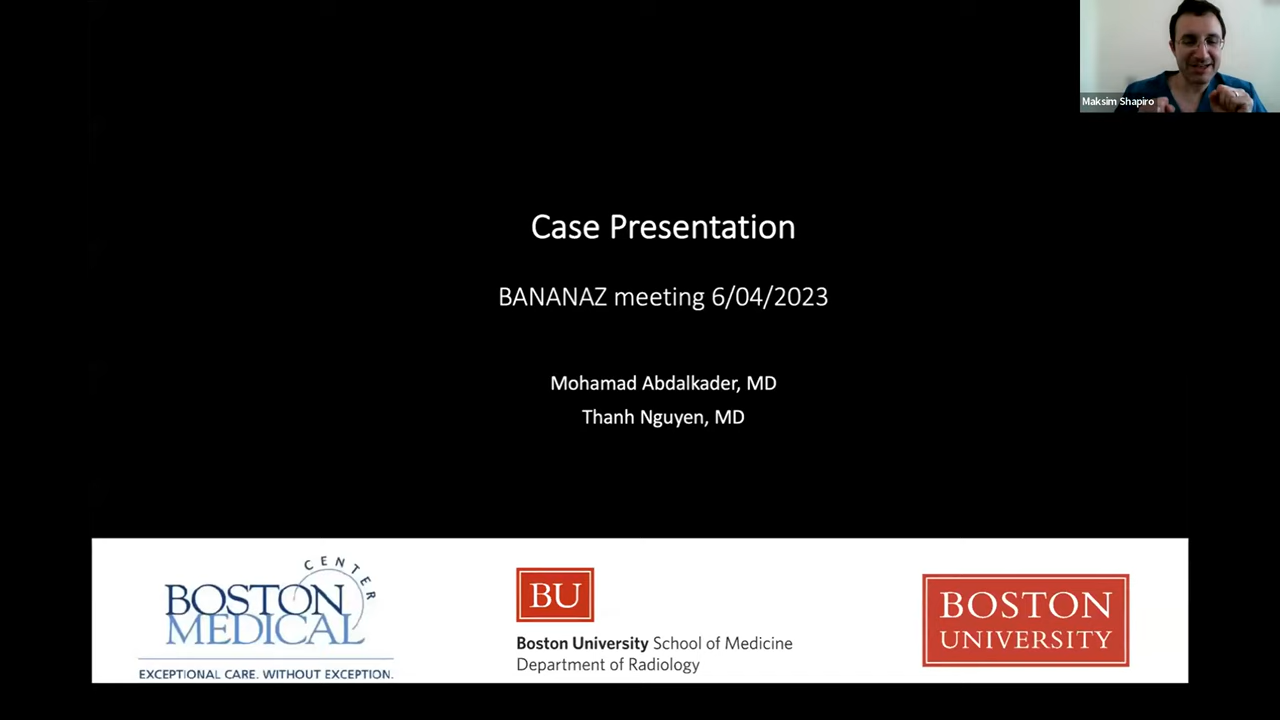 Maksim Shapiro
Case Presentation
BANANAZ meeting 6/04/2023
Mohamad Abdalkader, MD
Thanh Nguyen, MD
BOSTON
MEDICAL
CENTER
EXCEPTIONAL CARE. WITHOUT EXCEPTION.
BU
Boston University School of Medicine
Department of Radiology
BOSTON
UNIVERSITY